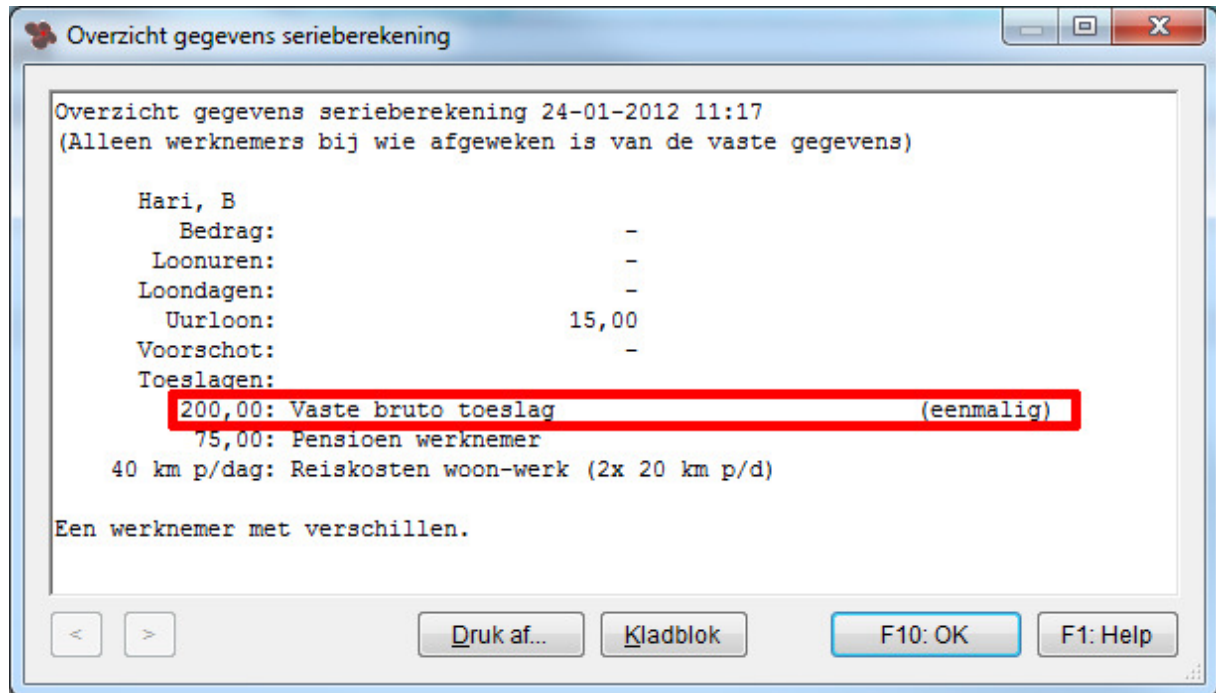 Overzicht gegevens serieberekening
Overzicht gegevens serieberekening 24-01-2012 11:17
(Alleen werknemers bij wie afgeweken is van de vaste gegevens)
Hari, B
Bedrag: -
Loonuren: -
Loondagen: -
Uurloon: 15,00
Voorschot: -
Toeslagen:
200,00: Vaste bruto toeslag (eenmalig)
75,00: Pensioen werknemer
40 km p/dag: Reiskosten woon-werk (2x 20 km p/d)
Een werknemer met verschillen.
< > Druk af... Kladblok F10: OK F1: Help